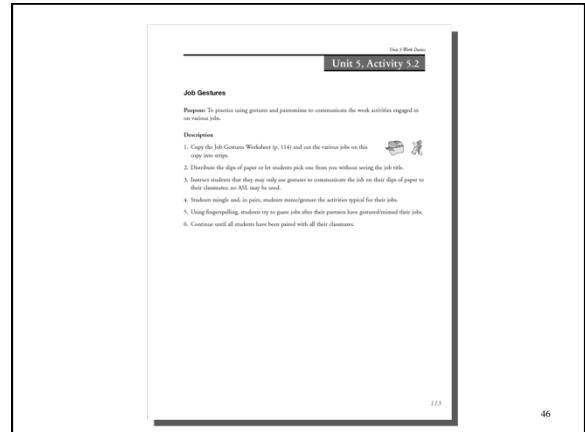 Unit 5 Work Duties
Unit 5, Activity 5.2
Job Gestures
Purpose: To practice using gestures and pantomime to communicate the work activities engaged in
on various jobs.
Description
1. Copy the Job Gestures Worksheet (p. 114) and cut the various jobs on this
copy into strips.
2. Distribute the slips of paper or let students pick one from you without seeing the job title.
3. Instruct students that they may only use gestures to communicate the job on their slips of paper to
their classmates; no ASL may be used.
4. Students mingle and, in pairs, students mime/gesture the activities typical for their jobs.
5. Using fingerspelling, students try to guess jobs after their partners have gestured/mimed their jobs.
6. Continue until all students have been paired with all their classmates.
113
46